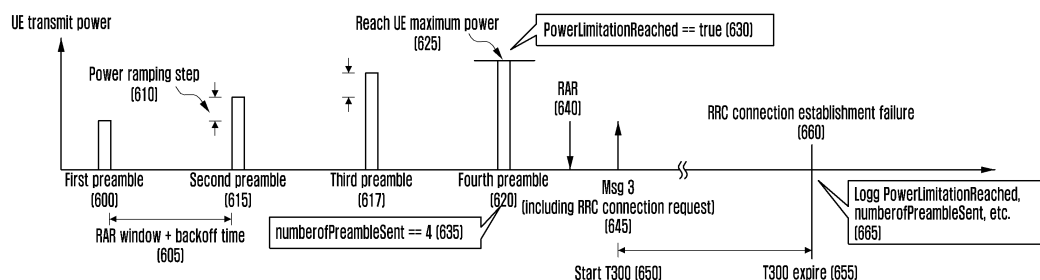 UE transmit power
Reach UE maximum power
(625)
PowerLimitationReached == true (630)
Power ramping step
(610)
RAR
(640)
RRC connection establishment failure
(660)
First preamble
(600)
Second preamble
(615)
Third preamble
(617)
Fourth preamble
(620)
Msg 3
(including RRC connection request)
(645)
RAR window + backoff time
(605)
numberofPreambleSent == 4 (635)
Logg PowerLimitationReached,
numberofPreambleSent, etc.
(665)
Start T300 (650)
T300 expire (655)